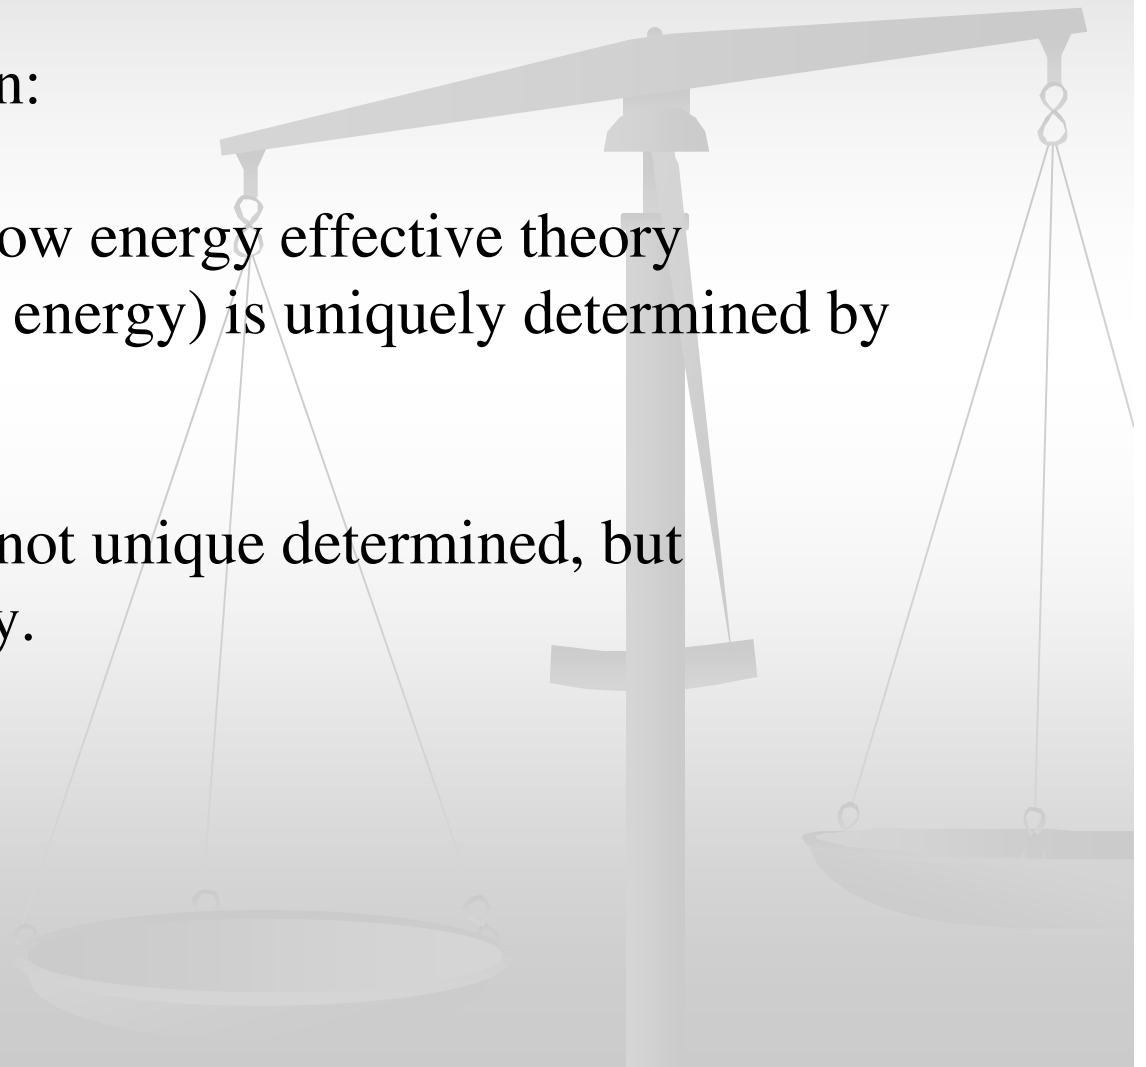 n:
ow energy effective theory
energy) is uniquely determined by
not unique determined, but
y.